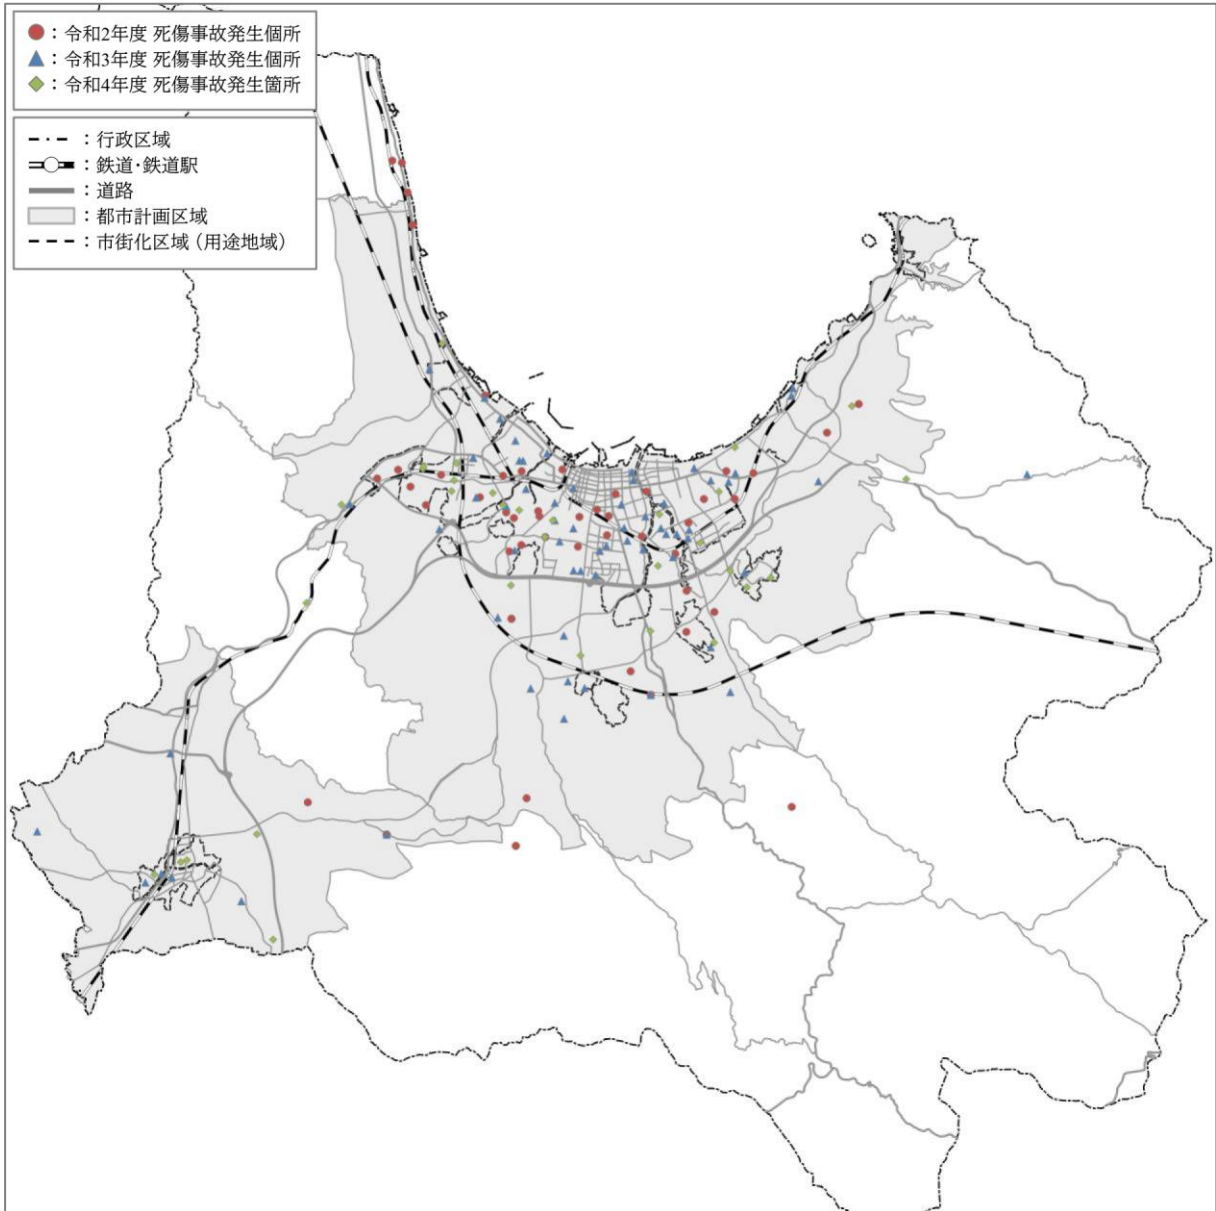 ：令和2年度 死傷事故発生個所
：令和3年度 死傷事故発生個所
：令和4年度 死傷事故発生箇所
：行政区域
：鉄道・鉄道駅
：道路
：都市計画区域
：市街化区域（用途地域）